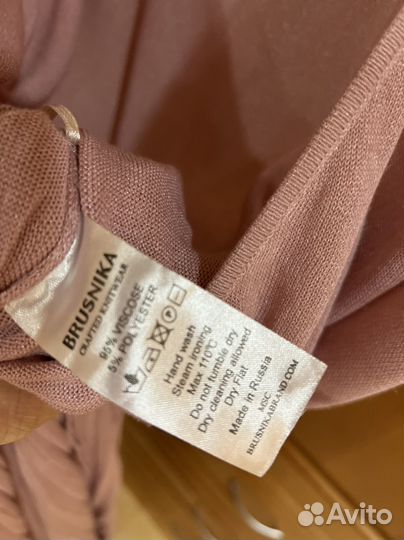 BRUSNIKA
CRAFTED KNITWEAR
95% VISCOSE
5% POLYESTER
Hand wash
Steam ironing
Max 110°C
Do not tumble dry
Dry cleaning allowed
Dry Flat
Made in Russia
MSC
BRUSNIKABRAND.COM
Avito